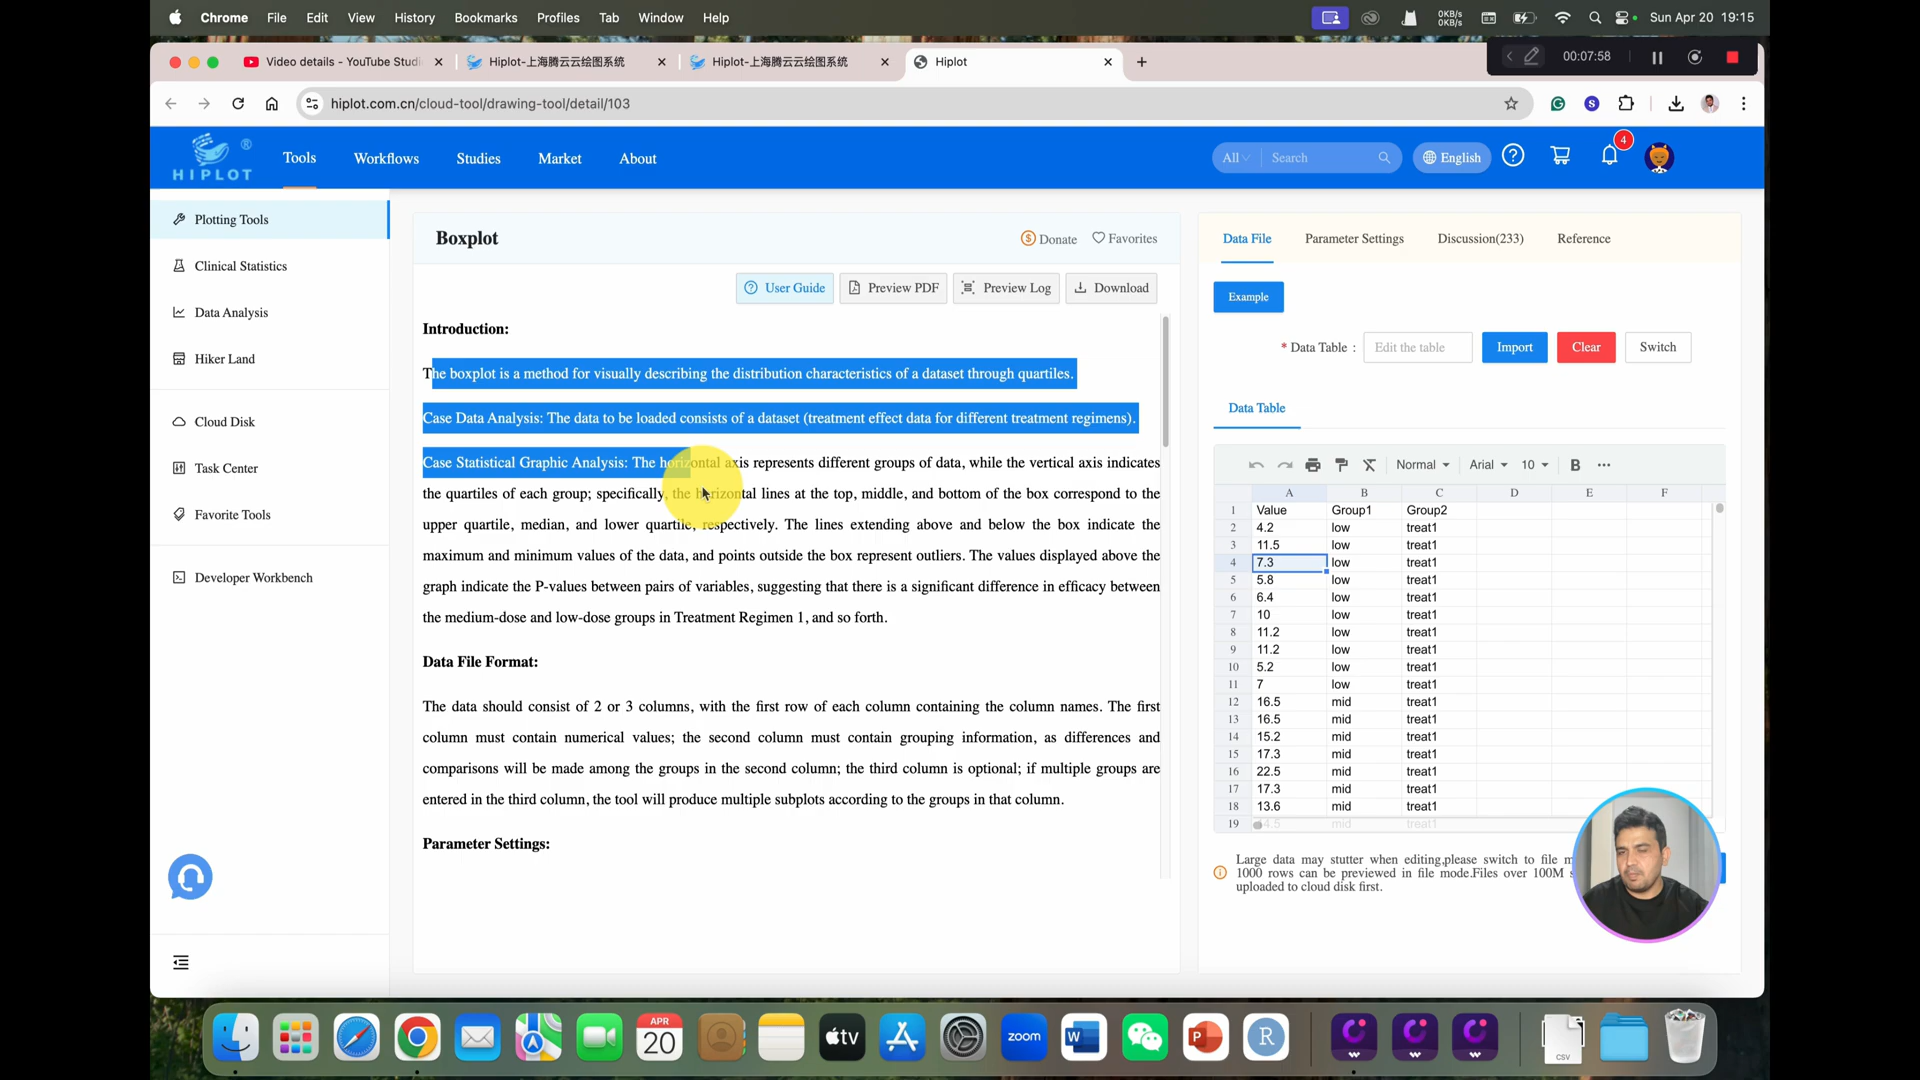 Chrome File Edit View History Bookmarks Profiles Tab Window Help
0KB/s
0KB/s
Sun Apr 20 19:15
Video details - YouTube Studi
Hiplot-上海腾云云绘图系统
Hiplot-上海腾云云绘图系统
Hiplot
00:07:58
hiplot.com.cn/cloud-tool/drawing-tool/detail/103
HIPLOT ®
Tools Workflows Studies Market About
All Search English 4
Plotting Tools
Clinical Statistics
Data Analysis
Hiker Land
Cloud Disk
Task Center
Favorite Tools
Developer Workbench
Boxplot
Donate Favorites
User Guide Preview PDF Preview Log Download
Introduction:
The boxplot is a method for visually describing the distribution characteristics of a dataset through quartiles.
Case Data Analysis: The data to be loaded consists of a dataset (treatment effect data for different treatment regimens).
Case Statistical Graphic Analysis: The horizontal axis represents different groups of data, while the vertical axis indicates
the quartiles of each group; specifically, the horizontal lines at the top, middle, and bottom of the box correspond to the
upper quartile, median, and lower quartile, respectively. The lines extending above and below the box indicate the
maximum and minimum values of the data, and points outside the box represent outliers. The values displayed above the
graph indicate the P-values between pairs of variables, suggesting that there is a significant difference in efficacy between
the medium-dose and low-dose groups in Treatment Regimen 1, and so forth.
Data File Format:
The data should consist of 2 or 3 columns, with the first row of each column containing the column names. The first
column must contain numerical values; the second column must contain grouping information, as differences and
comparisons will be made among the groups in the second column; the third column is optional; if multiple groups are
entered in the third column, the tool will produce multiple subplots according to the groups in that column.
Parameter Settings:
Data File Parameter Settings Discussion(233) Reference
Example
* Data Table : Edit the table Import Clear Switch
Data Table
Normal Arial 10 B
A B C D E F
1 Value Group1 Group2
2 4.2 low treat1
3 11.5 low treat1
4 7.3 low treat1
5 5.8 low treat1
6 6.4 low treat1
7 10 low treat1
8 11.2 low treat1
9 11.2 low treat1
10 5.2 low treat1
11 7 low treat1
12 16.5 mid treat1
13 16.5 mid treat1
14 15.2 mid treat1
15 17.3 mid treat1
16 22.5 mid treat1
17 17.3 mid treat1
18 13.6 mid treat1
19 mid treat1
Large data may stutter when editing,please switch to file
1000 rows can be previewed in file mode.Files over 100M
uploaded to cloud disk first.
APR
20
tv
zoom
W
P
R
CSV